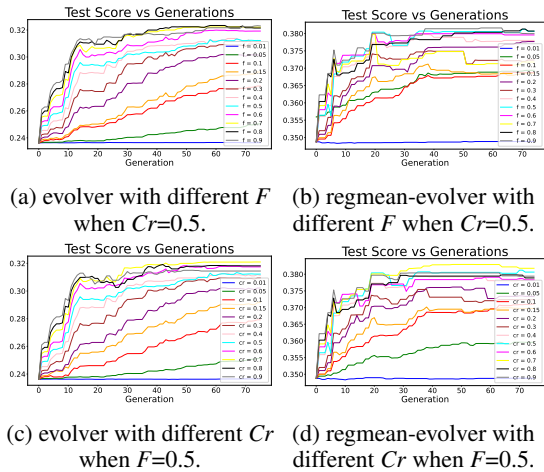 Test Score vs Generations
0.32
0.30
0.28
0.26
0.24
f = 0.01
f = 0.05
f = 0.1
f = 0.15
f = 0.2
f = 0.3
f = 0.4
f = 0.5
f = 0.6
f = 0.7
f = 0.8
f = 0.9
0 10 20 30 40 50 60 70
Generation
(a) evolver with different F
when Cr=0.5.
Test Score vs Generations
0.380
0.375
0.370
0.365
0.360
0.355
0.350
f = 0.01
f = 0.05
f = 0.1
f = 0.15
f = 0.2
f = 0.3
f = 0.4
f = 0.5
f = 0.6
f = 0.7
f = 0.8
f = 0.9
0 10 20 30 40 50 60 70
Generation
(b) regmean-evolver with
different F when Cr=0.5.
Test Score vs Generations
0.32
0.30
0.28
0.26
0.24
cr = 0.01
cr = 0.05
cr = 0.1
cr = 0.15
cr = 0.2
cr = 0.3
cr = 0.4
cr = 0.5
cr = 0.6
cr = 0.7
cr = 0.8
cr = 0.9
0 10 20 30 40 50 60 70
Generation
(c) evolver with different Cr
when F=0.5.
Test Score vs Generations
0.380
0.375
0.370
0.365
0.360
0.355
0.350
cr = 0.01
cr = 0.05
cr = 0.1
cr = 0.15
cr = 0.2
cr = 0.3
cr = 0.4
cr = 0.5
cr = 0.6
cr = 0.7
cr = 0.8
cr = 0.9
0 10 20 30 40 50 60 70
Generation
(d) regmean-evolver with
different Cr when F=0.5.